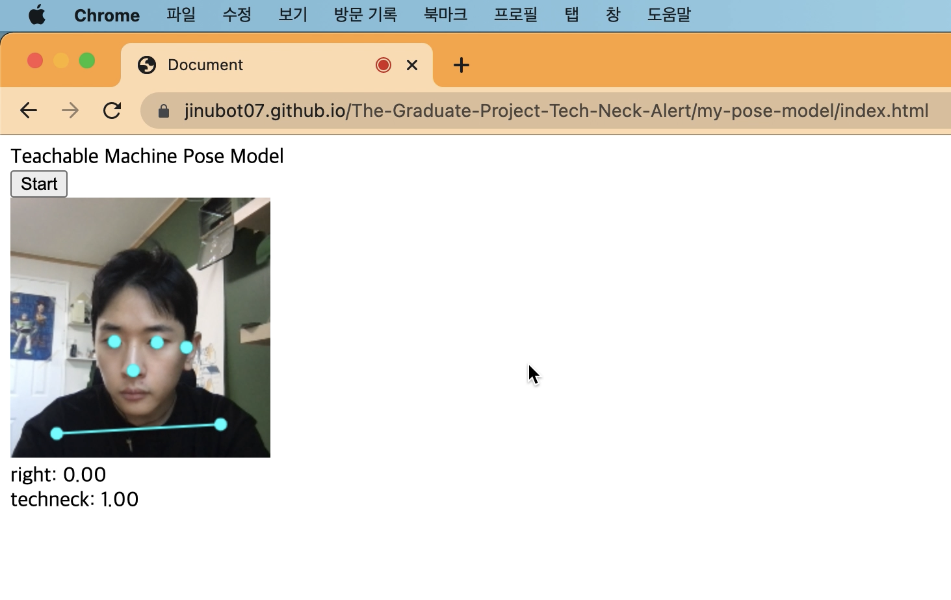 Chrome 파일 수정 보기 방문 기록 북마크 프로필 탭 창 도움말
Document
jinubot07.github.io/The-Graduate-Project-Tech-Neck-Alert/my-pose-model/index.html
Teachable Machine Pose Model
Start
right: 0.00
techneck: 1.00